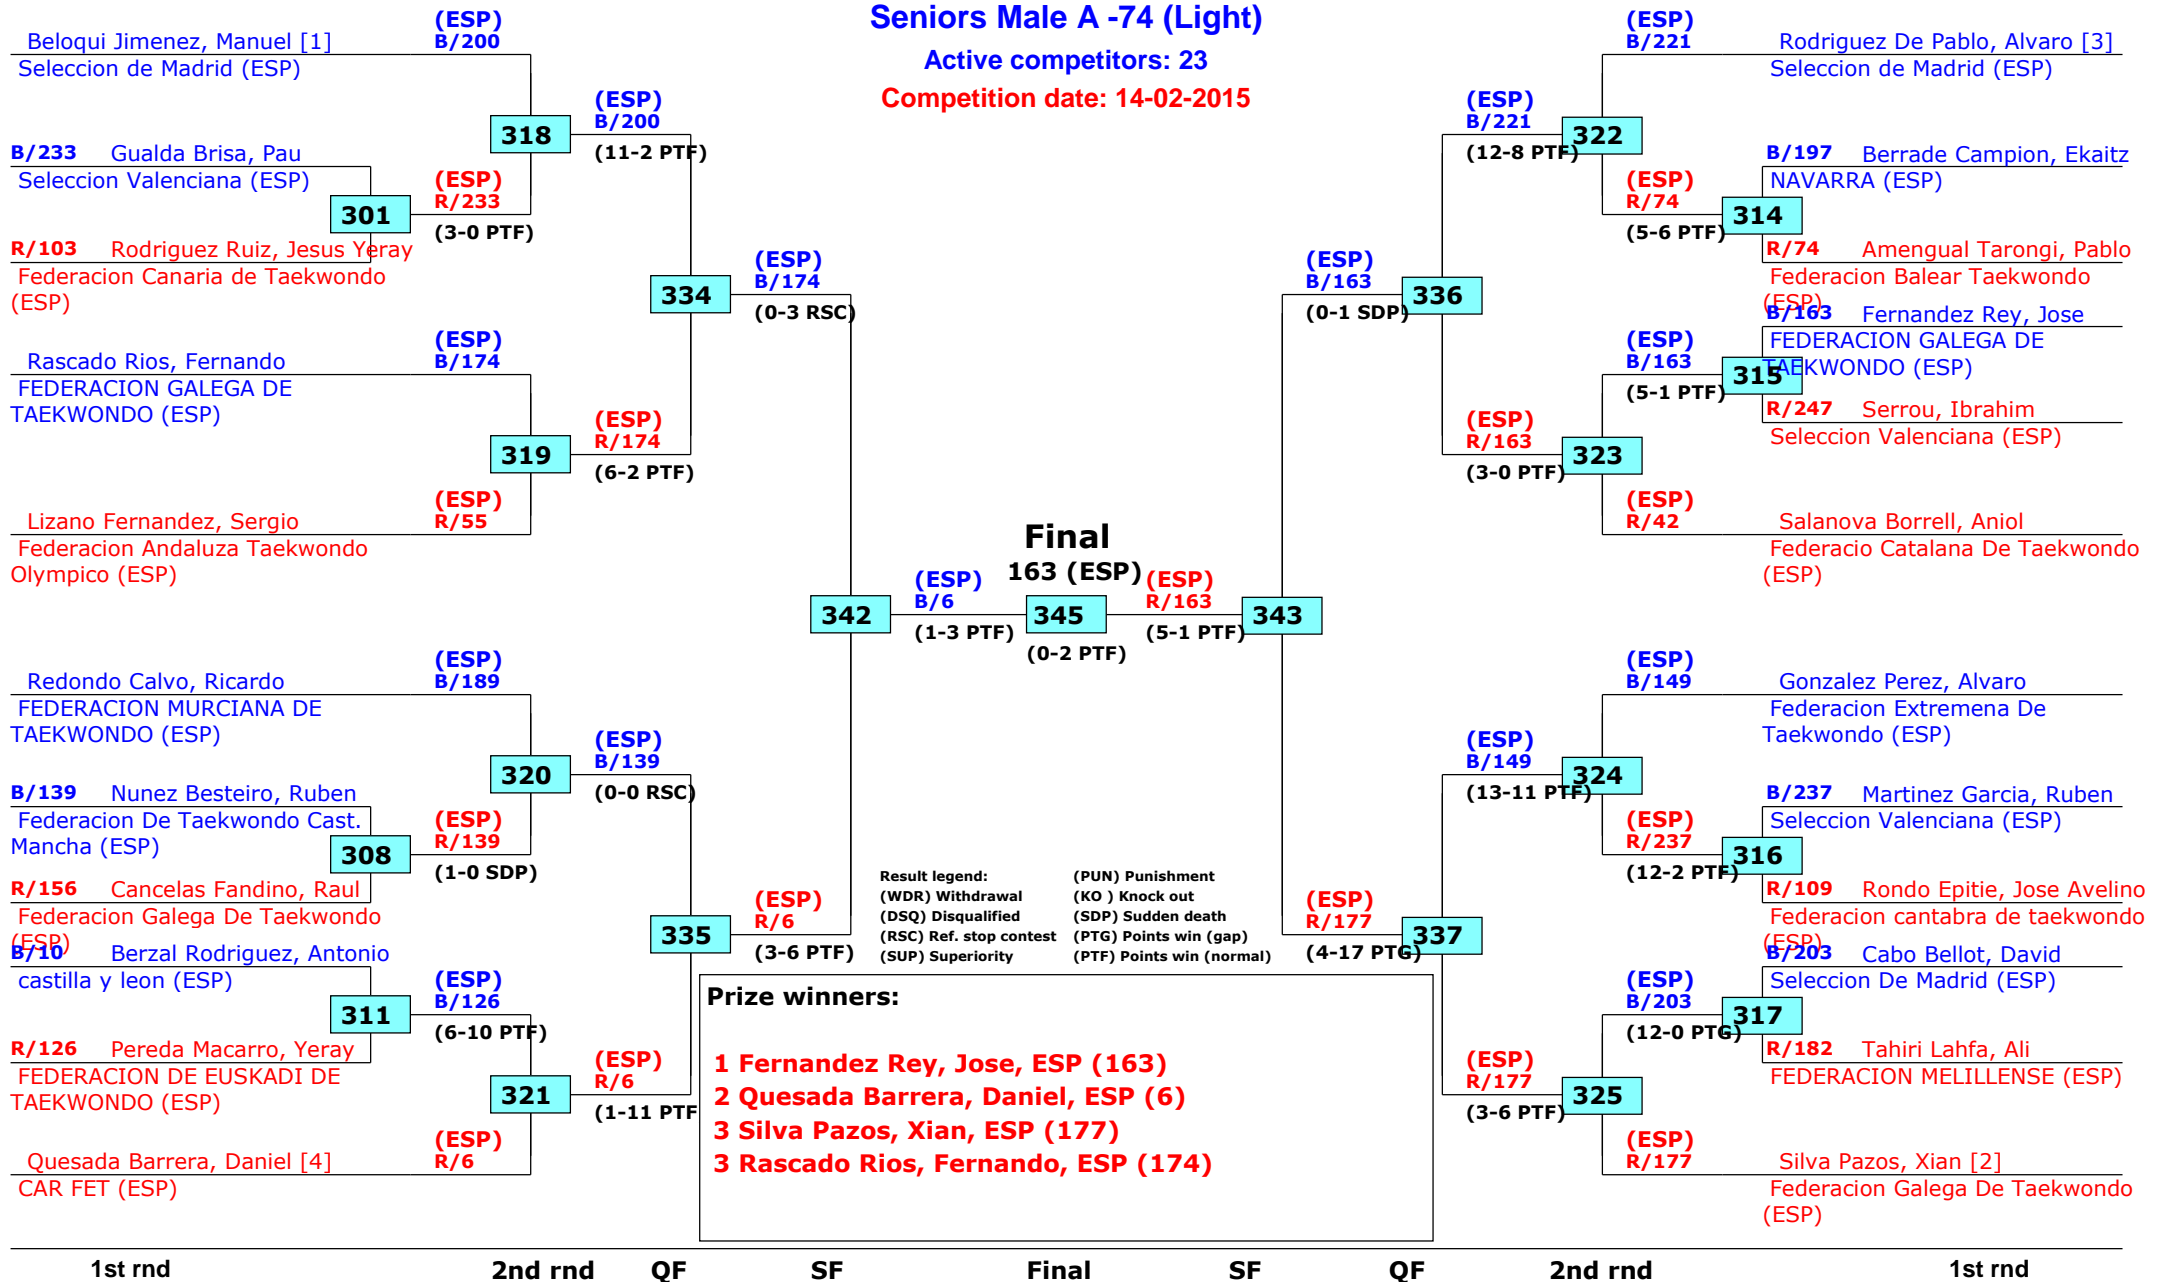 Seniors Male A -74 (Light)
Active competitors: 23
Competition date: 14-02-2015
Beloqui Jimenez, Manuel [1]
Seleccion de Madrid (ESP)
(ESP)
B/200
B/233 Gualda Brisa, Pau
Seleccion Valenciana (ESP)
301
R/103 Rodriguez Ruiz, Jesus Yeray
Federacion Canaria de Taekwondo
(ESP)
(ESP)
R/233
(3-0 PTF)
318
(ESP)
B/200
(11-2 PTF)
Rascado Rios, Fernando
FEDERACION GALEGA DE
TAEKWONDO (ESP)
(ESP)
B/174
319
(ESP)
R/174
(6-2 PTF)
Lizano Fernandez, Sergio
Federacion Andaluza Taekwondo
Olympico (ESP)
(ESP)
R/55
334
(ESP)
B/174
(0-3 RSC)
Redondo Calvo, Ricardo
FEDERACION MURCIANA DE
TAEKWONDO (ESP)
(ESP)
B/189
B/139 Nunez Besteiro, Ruben
Federacion De Taekwondo Cast.
Mancha (ESP)
308
R/156 Cancelas Fandino, Raul
Federacion Galega De Taekwondo
(ESP)
(ESP)
R/139
(1-0 SDP)
320
(ESP)
B/139
(0-0 RSC)
B/10 Berzal Rodriguez, Antonio
castilla y leon (ESP)
311
R/126 Pereda Macarro, Yeray
FEDERACION DE EUSKADI DE
TAEKWONDO (ESP)
(ESP)
B/126
(6-10 PTF)
321
(ESP)
R/6
(1-11 PTF
Quesada Barrera, Daniel [4]
CAR FET (ESP)
(ESP)
R/6
335
(ESP)
R/6
(3-6 PTF)
342
(ESP)
B/6
(1-3 PTF)
Final
163 (ESP)
345
(0-2 PTF)
(ESP)
R/163
(5-1 PTF)
343
(ESP)
B/163
(0-1 SDP)
336
(ESP)
B/221
(12-8 PTF)
322
(ESP)
B/221
Rodriguez De Pablo, Alvaro [3]
Seleccion de Madrid (ESP)
B/197 Berrade Campion, Ekaitz
NAVARRA (ESP)
(ESP)
R/74
(5-6 PTF)
314
R/74 Amengual Tarongi, Pablo
Federacion Balear Taekwondo
(ESP)
B/163 Fernandez Rey, Jose
FEDERACION GALEGA DE
TAEKWONDO (ESP)
(ESP)
B/163
(5-1 PTF)
315
R/247 Serrou, Ibrahim
Seleccion Valenciana (ESP)
(ESP)
R/163
(3-0 PTF)
323
(ESP)
R/42
Salanova Borrell, Aniol
Federacio Catalana De Taekwondo
(ESP)
(ESP)
B/149
Gonzalez Perez, Alvaro
Federacion Extremena De
Taekwondo (ESP)
(ESP)
B/149
(13-11 PTF)
324
B/237 Martinez Garcia, Ruben
Seleccion Valenciana (ESP)
(ESP)
R/237
(12-2 PTF)
316
R/109 Rondo Epitie, Jose Avelino
Federacion cantabra de taekwondo
(ESP)
(ESP)
R/177
(4-17 PTG)
337
B/203 Cabo Bellot, David
Seleccion De Madrid (ESP)
(ESP)
B/203
(12-0 PTG)
317
R/182 Tahiri Lahfa, Ali
FEDERACION MELILLENSE (ESP)
(ESP)
R/177
(3-6 PTF)
325
(ESP)
R/177
Silva Pazos, Xian [2]
Federacion Galega De Taekwondo
(ESP)
Result legend:
(WDR) Withdrawal
(DSQ) Disqualified
(RSC) Ref. stop contest
(SUP) Superiority
(PUN) Punishment
(KO ) Knock out
(SDP) Sudden death
(PTG) Points win (gap)
(PTF) Points win (normal)
Prize winners:
1 Fernandez Rey, Jose, ESP (163)
2 Quesada Barrera, Daniel, ESP (6)
3 Silva Pazos, Xian, ESP (177)
3 Rascado Rios, Fernando, ESP (174)
1st rnd 2nd rnd QF SF Final SF QF 2nd rnd 1st rnd